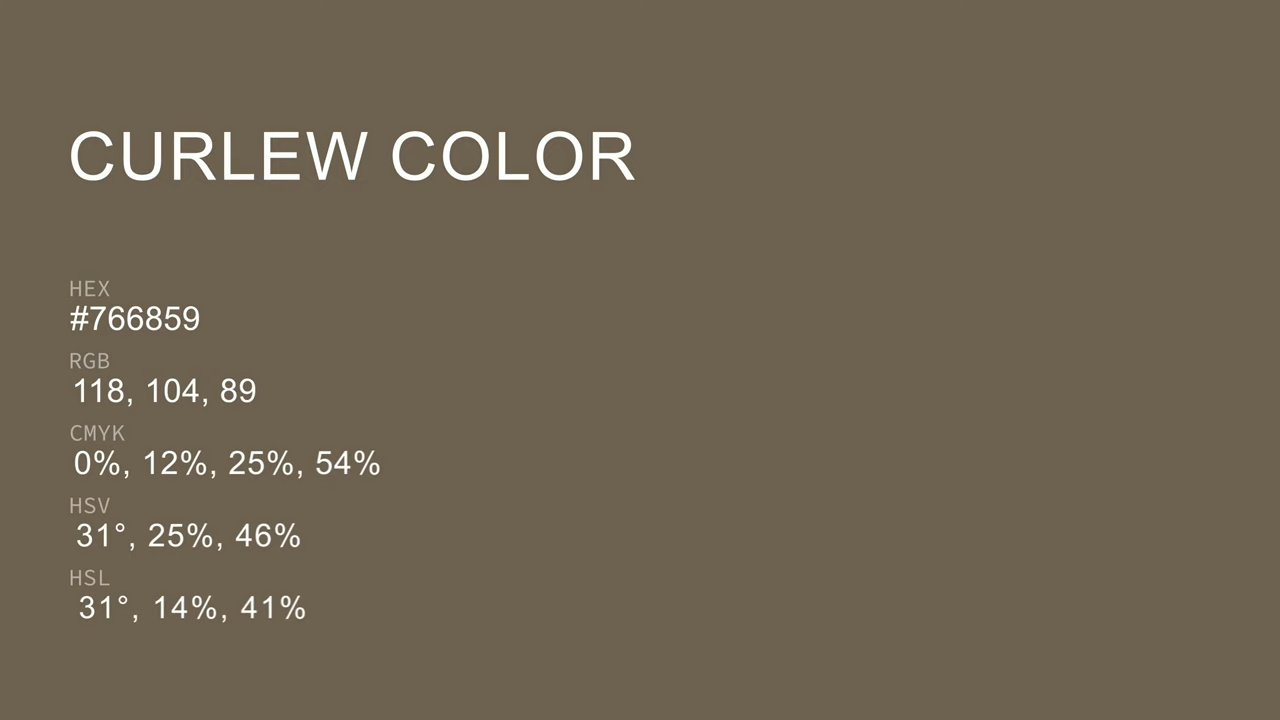 CURLEW COLOR
HEX
#766859
RGB
118, 104, 89
CMYK
0%, 12%, 25%, 54%
HSV
31°, 25%, 46%
HSL
31°, 14%, 41%